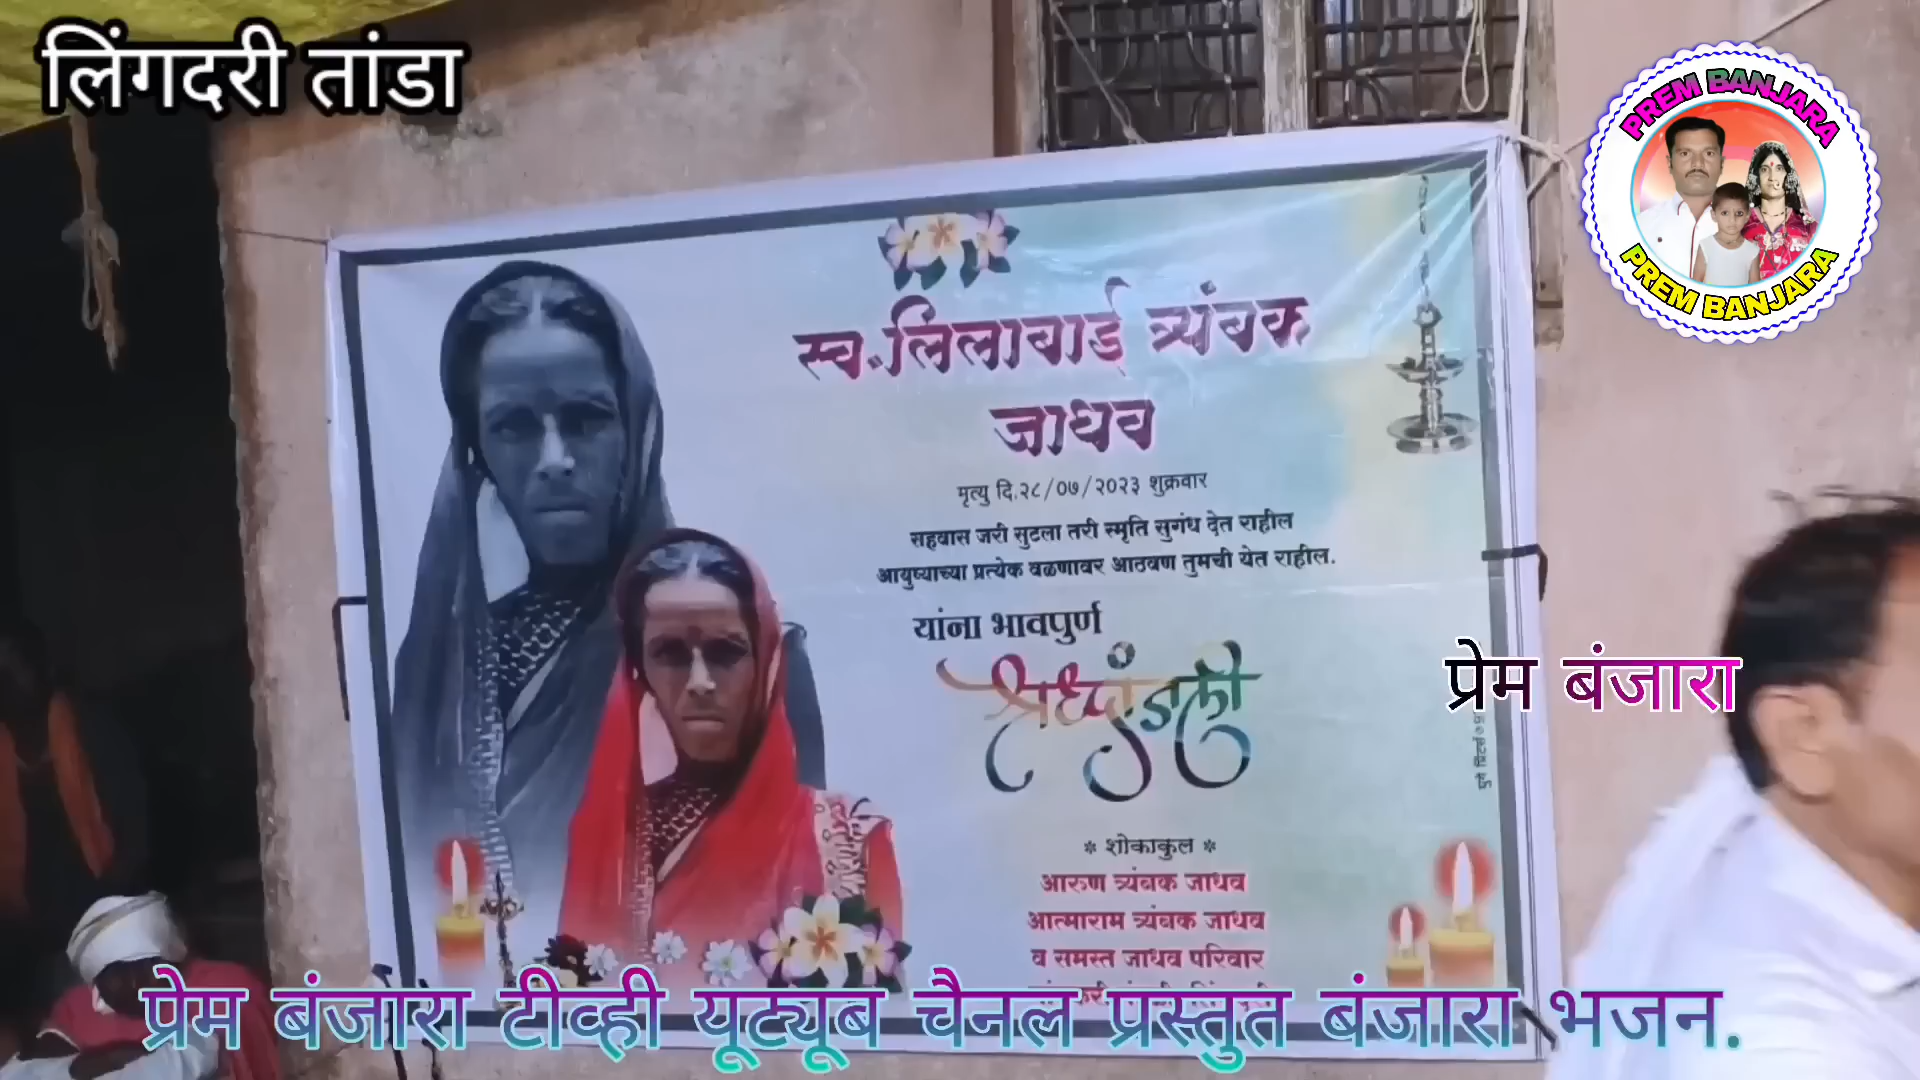 लिंगदरी तांडा
PREM BANJARA
PREM BANJARA
स्व.लिलाबाई त्र्यंबक
जाधव
मृत्यु दि.२८/०७/२०२३ शुक्रवार
सहवास जरी सुटला तरी स्मृति सुगंध देत राहील
आयुष्याच्या प्रत्येक वळणावर आठवण तुमची येत राहील.
यांना भावपुर्ण
श्रध्दांजली
प्रेम बंजारा
* शोकाकुल *
आरुण त्र्यंबक जाधव
आत्माराम त्र्यंबक जाधव
व समस्त जाधव परिवार
प्रेम बंजारा टीव्ही यूट्यूब चैनल प्रस्तुत बंजारा भजन.